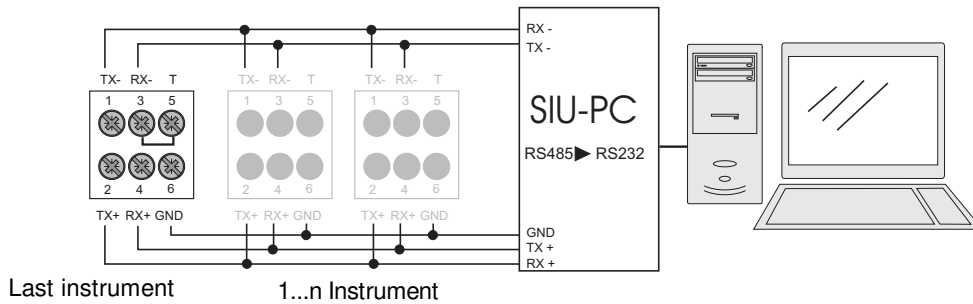 RX -
TX -
TX- RX- T
TX- RX- T
TX- RX- T
1 3 5
1 3 5
1 3 5
SIU-PC
RS485▶ RS232
2 4 6
2 4 6
2 4 6
TX+ RX+ GND
TX+ RX+ GND
TX+ RX+ GND
GND
TX +
RX +
Last instrument
1...n Instrument